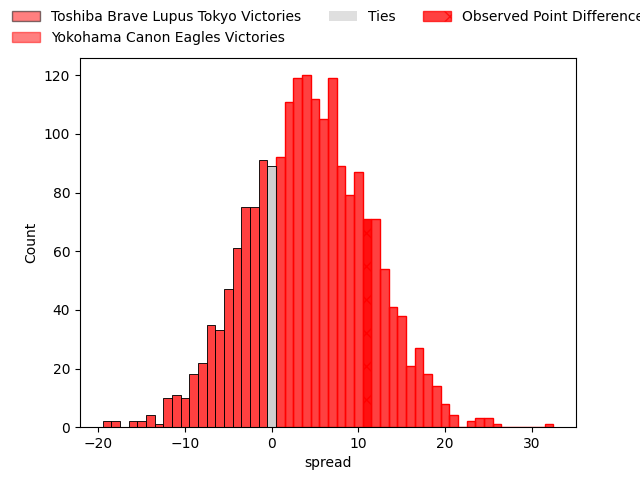 Toshiba Brave Lupus Tokyo Victories
Yokohama Canon Eagles Victories
Ties
Observed Point Difference
120
100
80
60
40
20
0
Count
−20
−10
0
10
20
30
spread